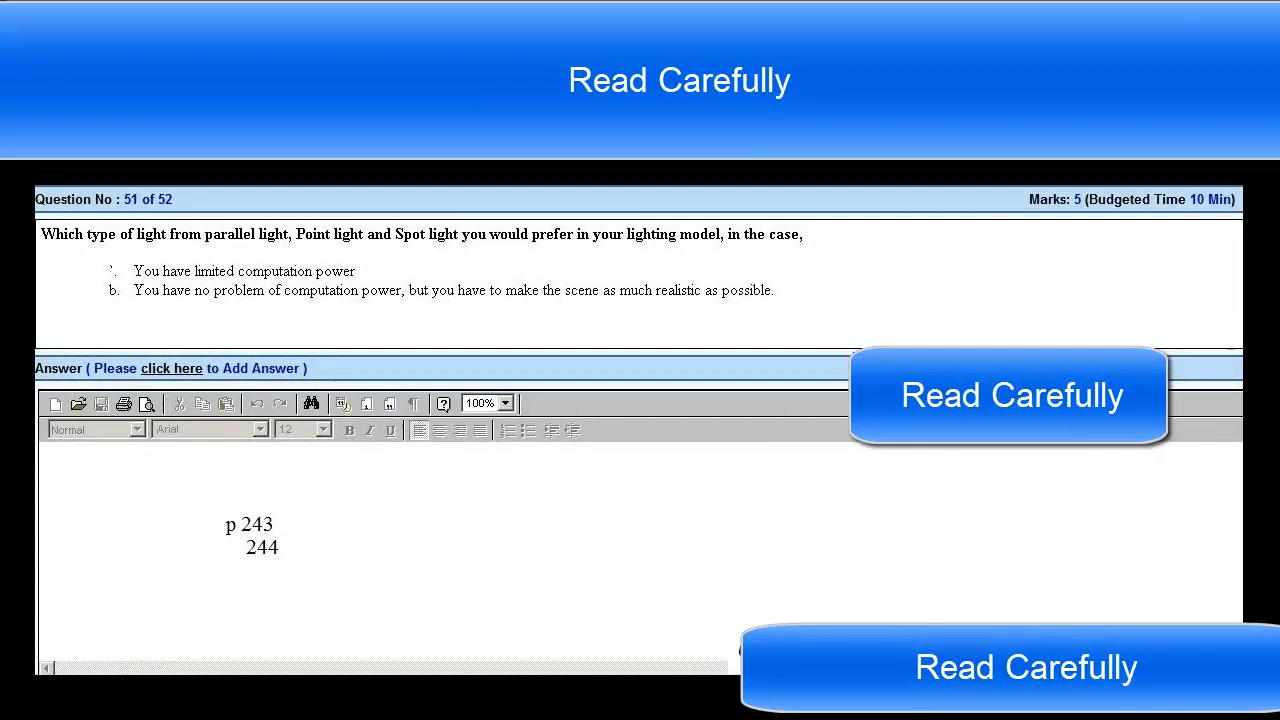 Read Carefully
Question No : 51 of 52 Marks: 5 (Budgeted Time 10 Min)
Which type of light from parallel light, Point light and Spot light you would prefer in your lighting model, in the case,
You have limited computation power
b. You have no problem of computation power, but you have to make the scene as much realistic as possible.
Answer ( Please click here to Add Answer )
Read Carefully
100%
Normal Arial 12 B I U
p 243
244
Read Carefully